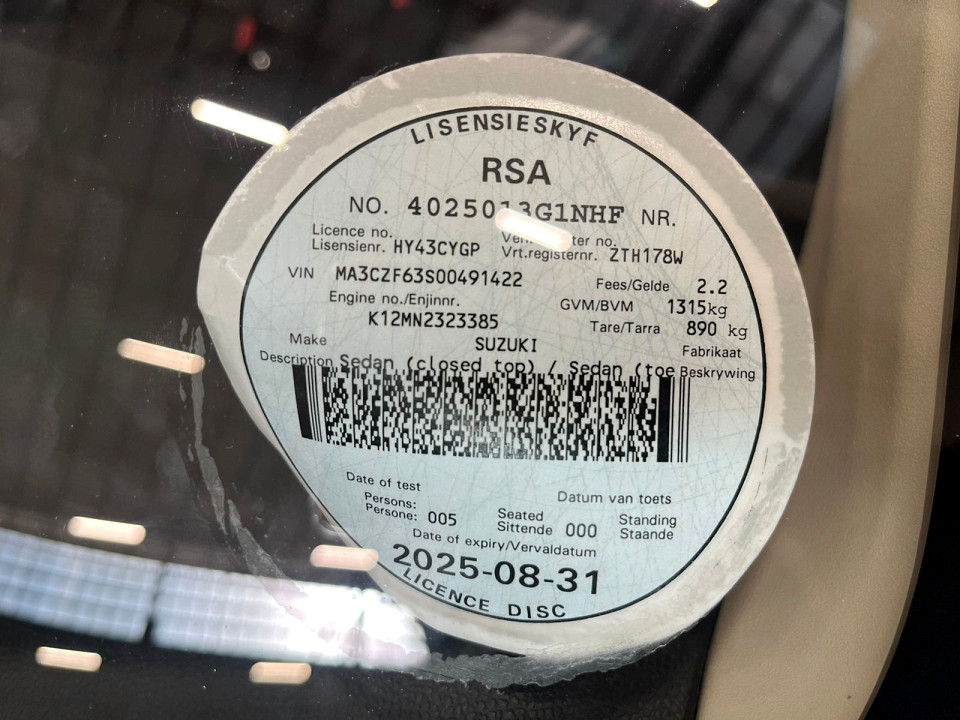 LISENSIESKYF
RSA
NO. 4025013G1NHF NR.
Licence no.
Lisensienr. HY43CYGP
ter no.
Vrt.registernr. ZTH178W
VIN MA3CZF63S00491422
Fees/Gelde 2.2
Engine no./Enjinnr.
GVM/BVM 1315kg
K12MN2323385
Tare/Tarra 890 kg
Make SUZUKI Fabrikaat
Description Sedan (closed top) / Sedan (toe Beskrywing
Date of test Datum van toets
Persons:
Persone: 005
Seated
Sittende 000
Standing
Staande
Date of expiry/Vervaldatum
2025-08-31
LICENCE DISC